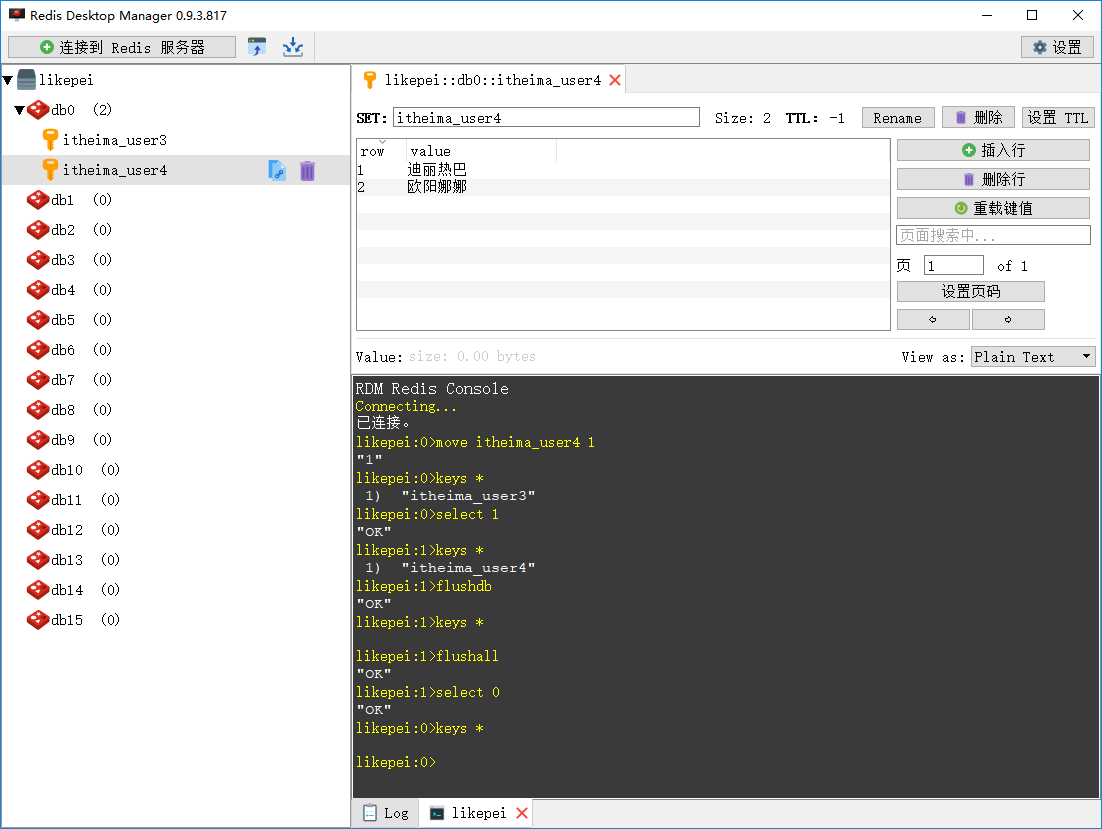 Redis Desktop Manager 0.9.3.817
连接到 Redis 服务器
设置
likepei
db0 (2)
itheima_user3
itheima_user4
db1 (0)
db2 (0)
db3 (0)
db4 (0)
db5 (0)
db6 (0)
db7 (0)
db8 (0)
db9 (0)
db10 (0)
db11 (0)
db12 (0)
db13 (0)
db14 (0)
db15 (0)
likepei::db0::itheima_user4
SET: itheima_user4 Size: 2 TTL: -1 Rename 删除 设置 TTL
row value
1 迪丽热巴
2 欧阳娜娜
插入行
删除行
重载键值
页面搜索中...
页 1 of 1
设置页码
Value: size: 0.00 bytes View as: Plain Text
RDM Redis Console
Connecting...
已连接。
likepei:0>move itheima_user4 1
"1"
likepei:0>keys *
1) "itheima_user3"
likepei:0>select 1
"OK"
likepei:1>keys *
1) "itheima_user4"
likepei:1>flushdb
"OK"
likepei:1>keys *
likepei:1>flushall
"OK"
likepei:1>select 0
"OK"
likepei:0>keys *
likepei:0>
Log likepei